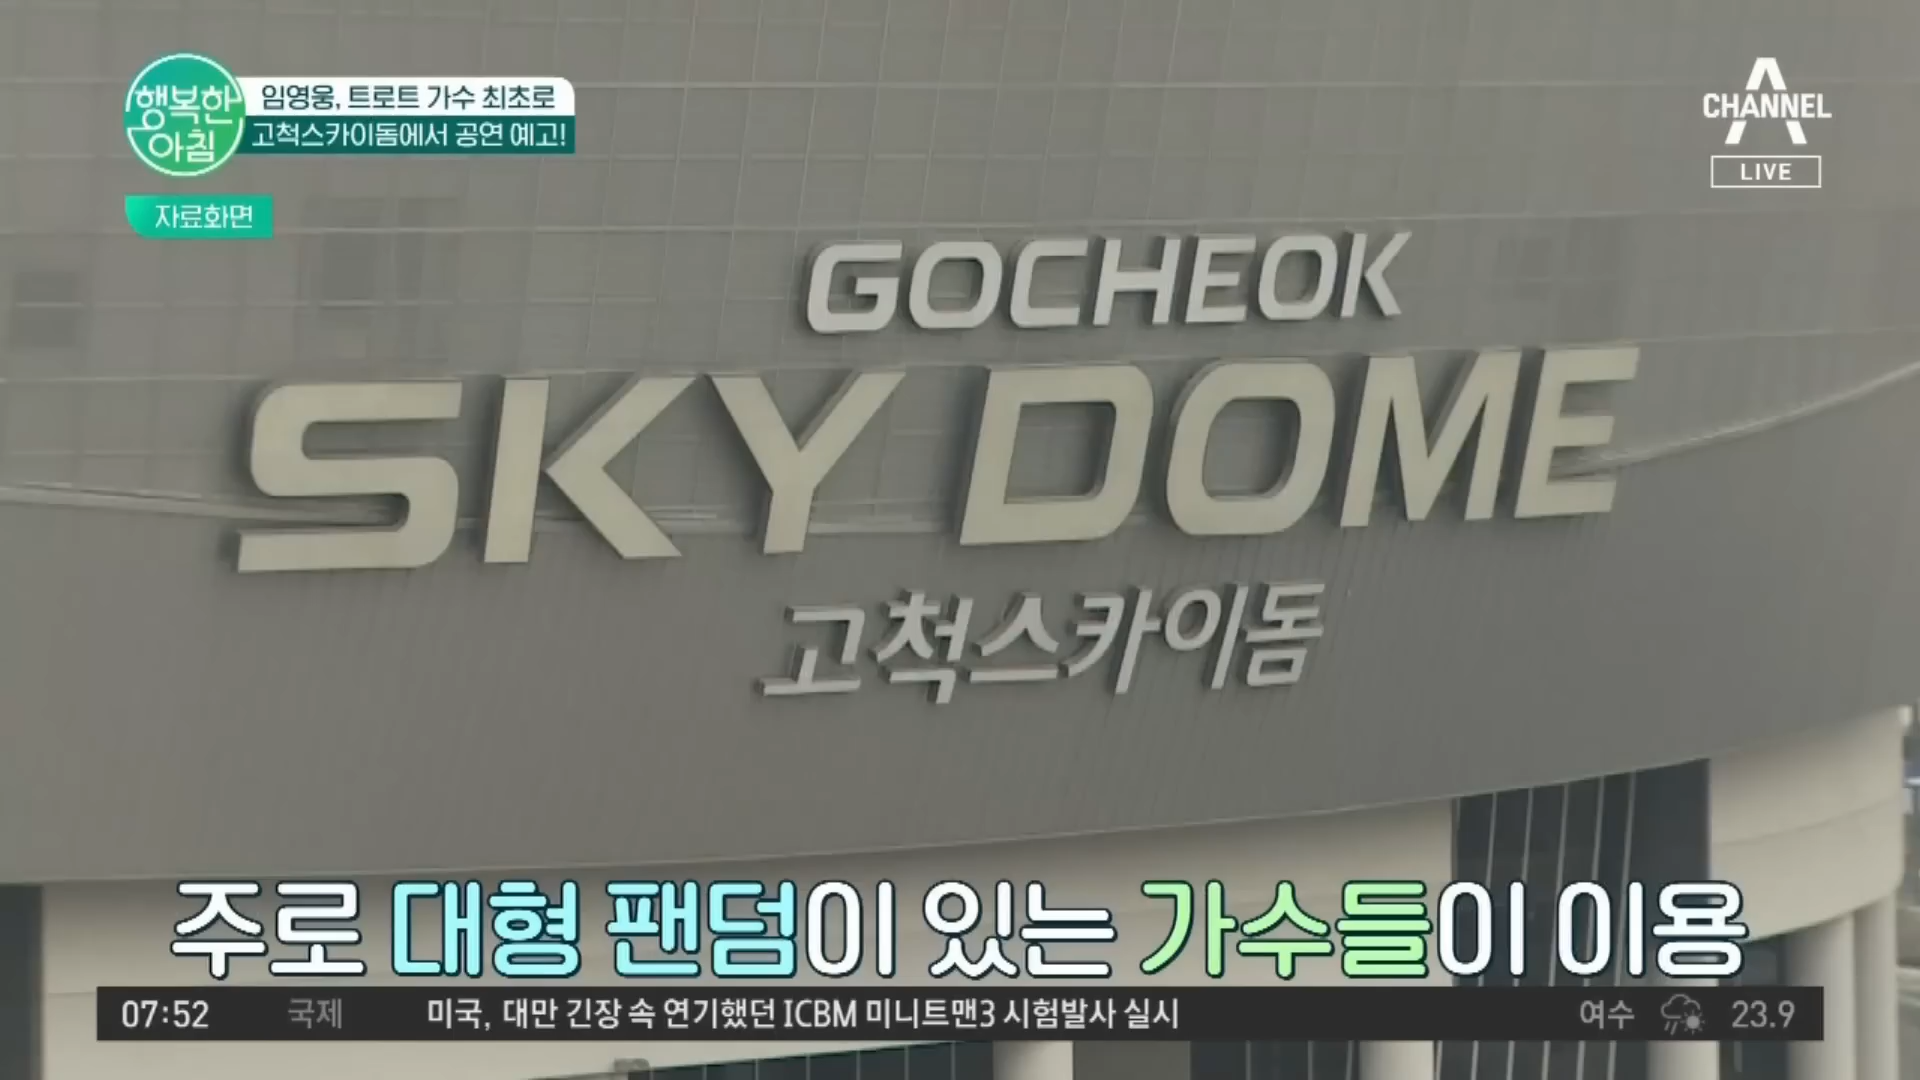 행복한
아침
임영웅, 트로트 가수 최초로
고척스카이돔에서 공연 예고!
CHANNEL A
LIVE
자료화면
GOCHEOK
SKY DOME
고척스카이돔
주로 대형 팬덤이 있는 가수들이 이용
07:52 국제 미국, 대만 긴장 속 연기했던 ICBM 미니트맨3 시험발사 실시 여수 23.9